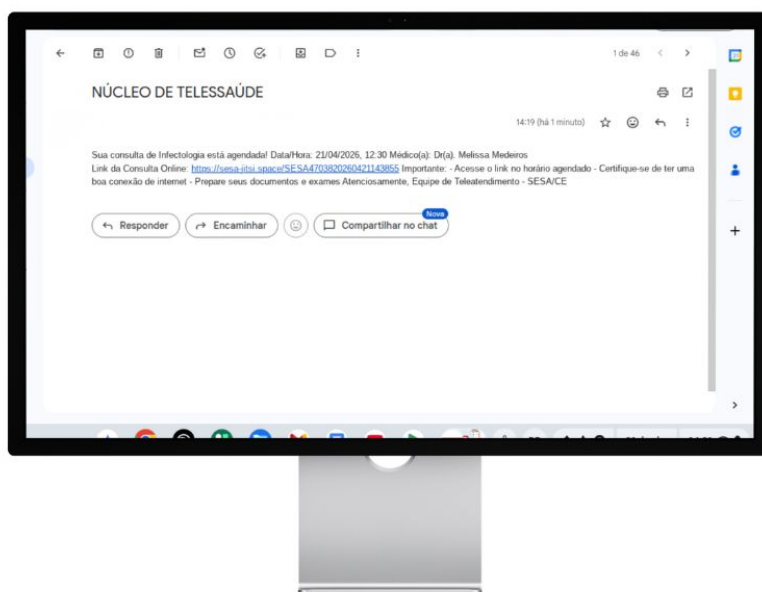 1 de 46
NÚCLEO DE TELESSAÚDE
14:19 (há 1 minuto)
Sua consulta de Infectologia está agendada! Data/Hora: 21/04/2026, 12:30 Médico(a): Dr(a). Melissa Medeiros
Link da Consulta Online: https://sesa-jitsi.space/SESA4703820260421143855 Importante: - Acesse o link no horário agendado - Certifique-se de ter uma
boa conexão de internet - Prepare seus documentos e exames Atenciosamente, Equipe de Teleatendimento - SESA/CE
Nova
Responder Encaminhar Compartilhar no chat